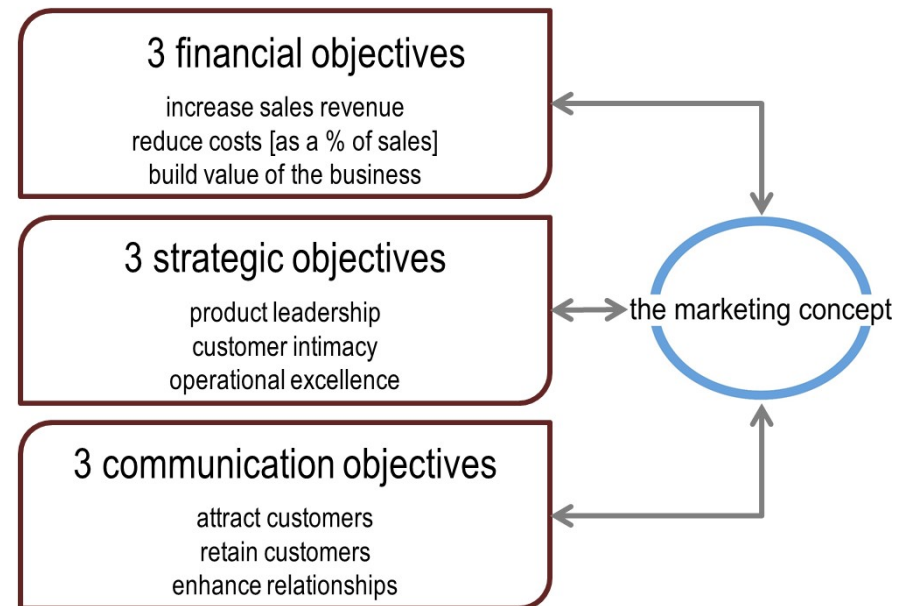 3 financial objectives
increase sales revenue
reduce costs [as a % of sales]
build value of the business
3 strategic objectives
product leadership
customer intimacy
operational excellence
the marketing concept
3 communication objectives
attract customers
retain customers
enhance relationships